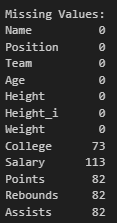 Missing Values:
Name 0
Position 0
Team 0
Age 0
Height 0
Height_i 0
Weight 0
College 73
Salary 113
Points 82
Rebounds 82
Assists 82